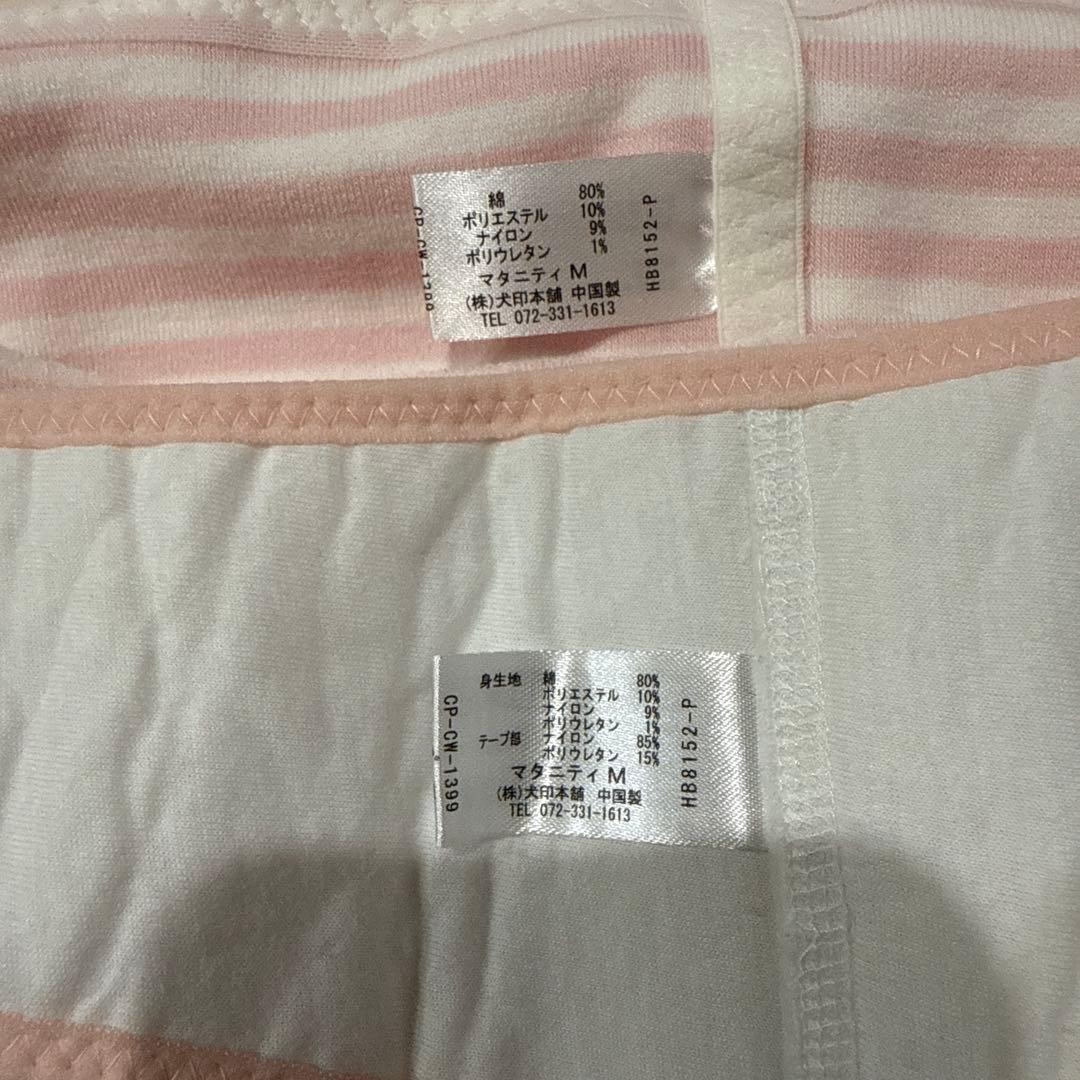 綿 80%
ポリエステル 10%
ナイロン 9%
ポリウレタン 1%
マタニティ M
(株)犬印本舗 中国製
TEL 072-331-1613
CP-CW-1399
HB8152-P
身生地 綿 80%
ポリエステル 10%
ナイロン 9%
ポリウレタン 1%
テープ部 ナイロン 85%
ポリウレタン 15%
マタニティ M
(株)犬印本舗 中国製
TEL 072-331-1613
CP-CW-1399
HB8152-P